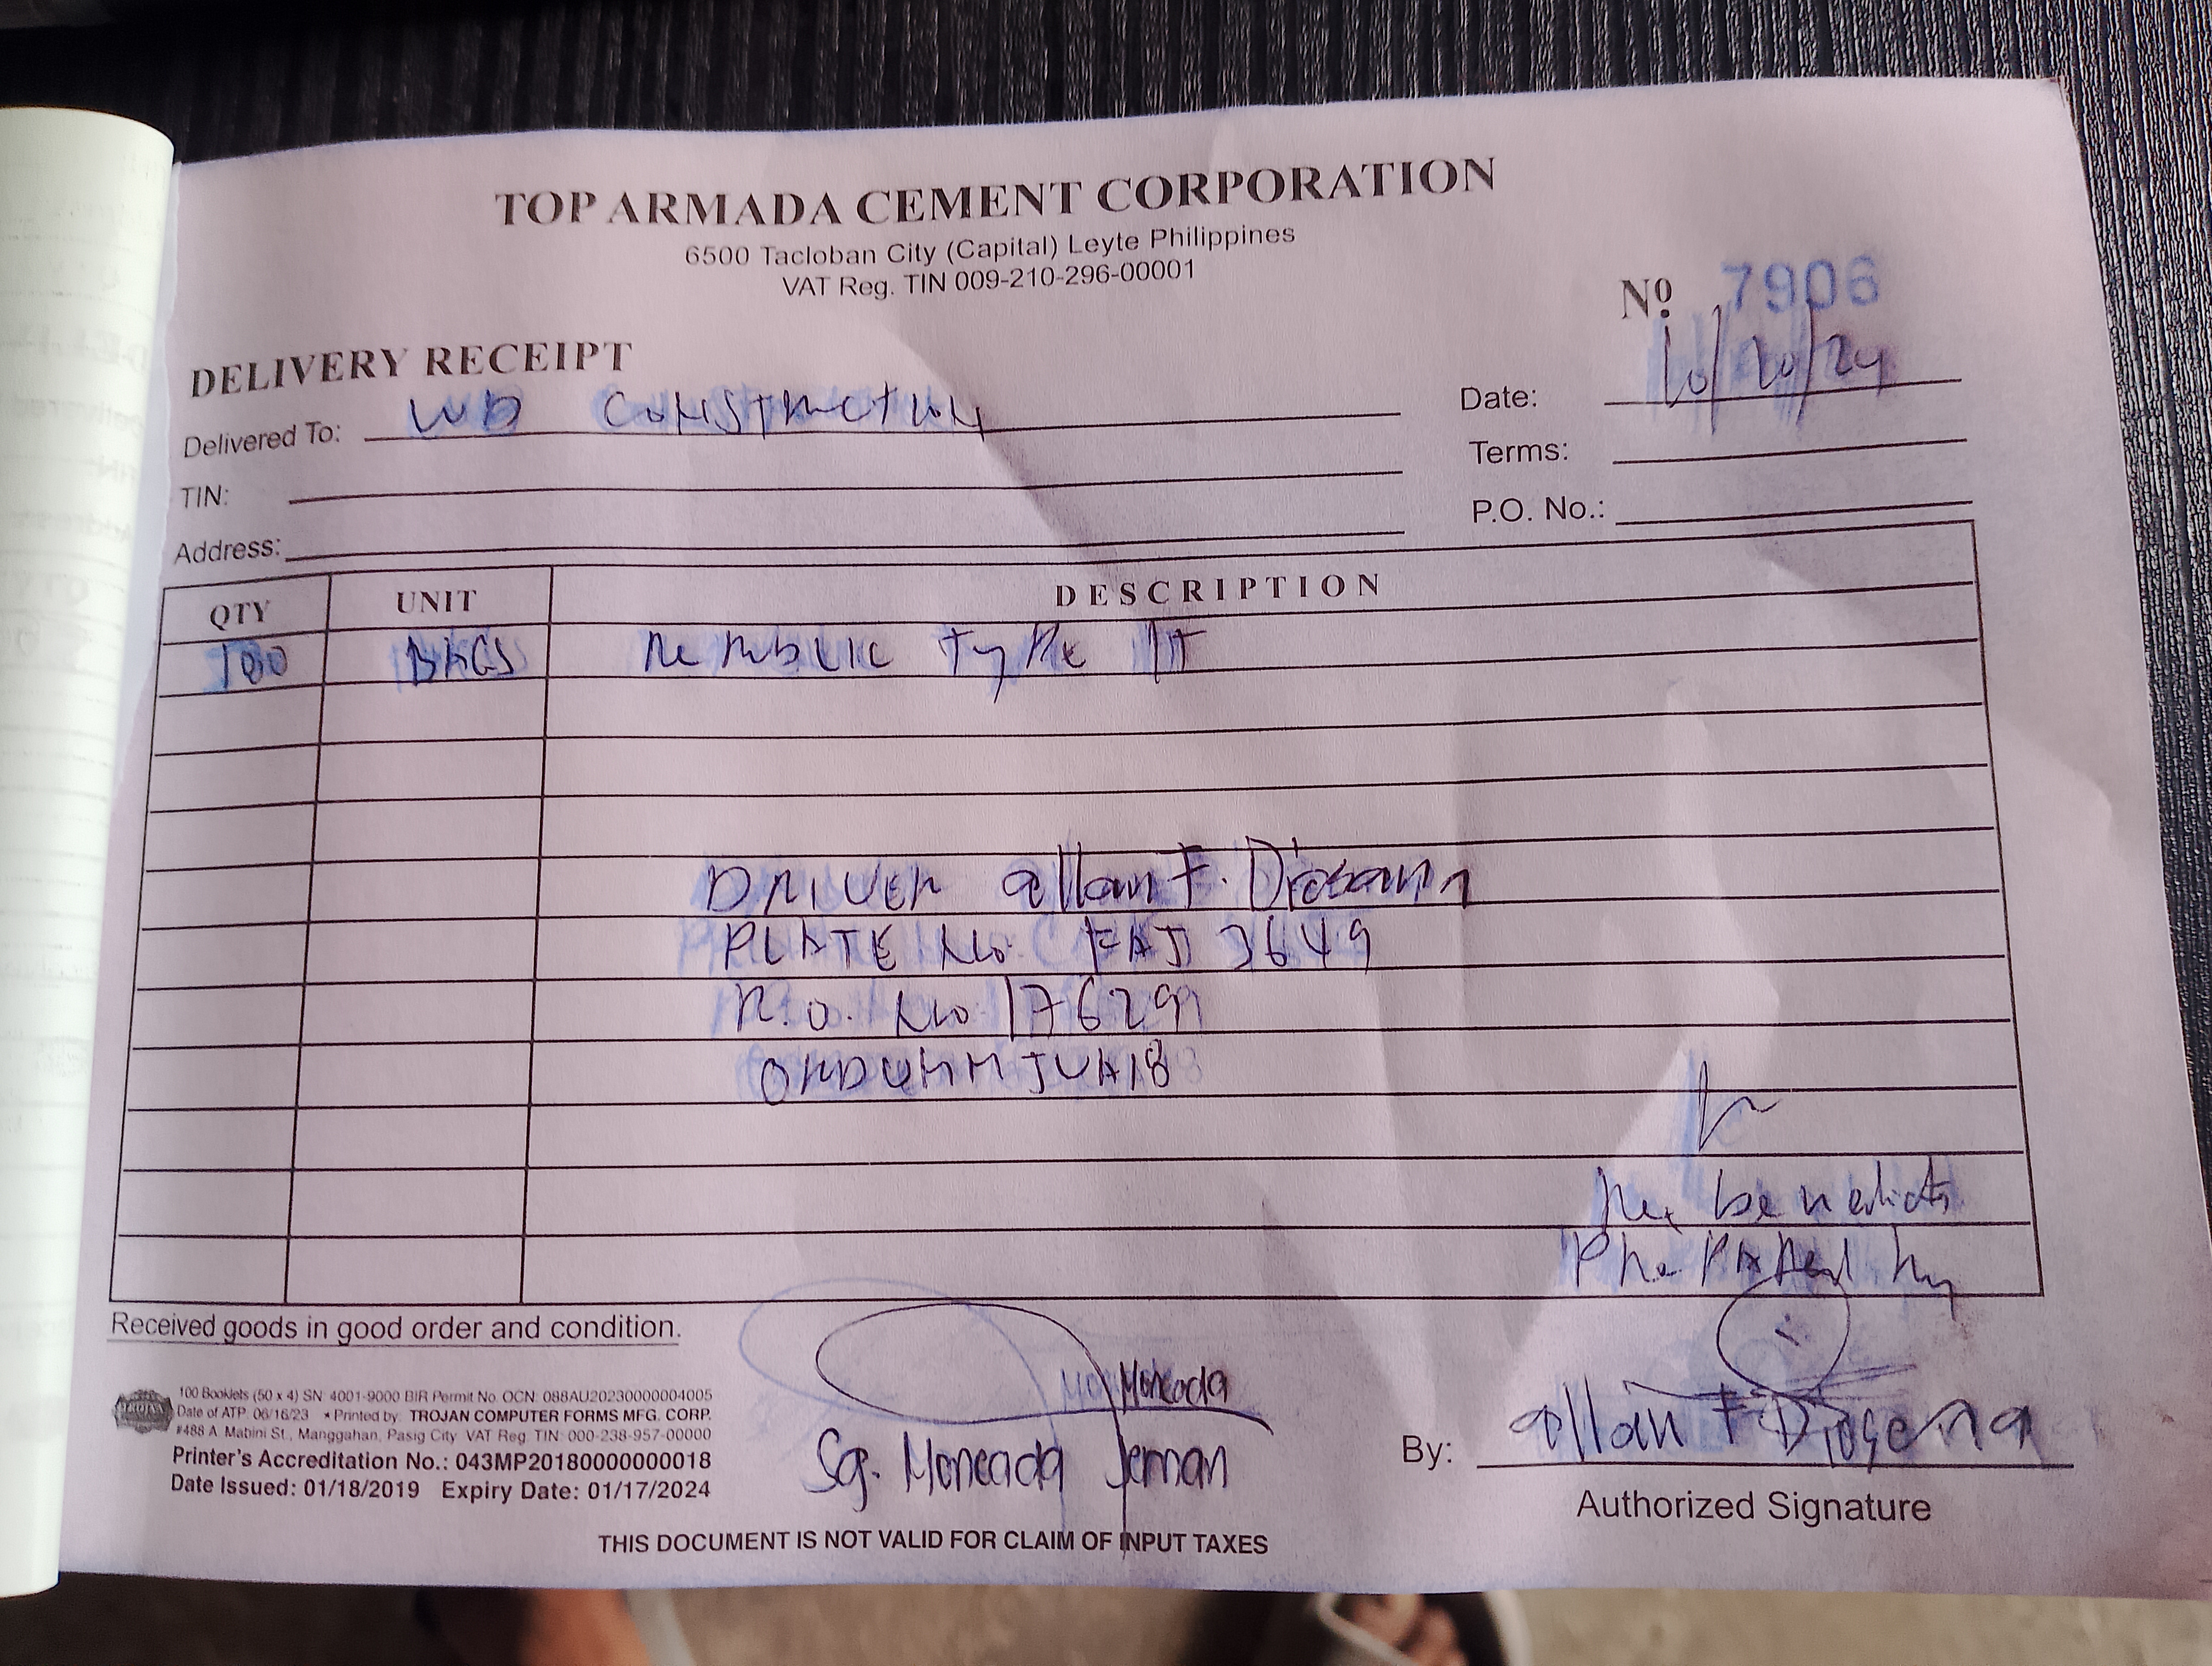 TOP ARMADA CEMENT CORPORATION
6500 Tacloban City (Capital) Leyte Philippines
VAT Reg. TIN 009-210-296-00001
Nº 7906
DELIVERY RECEIPT
Delivered To: WD CONSTRUCTION
Date: 10/20/24
TIN:
Terms:
Address:
P.O. No.:
QTY UNIT DESCRIPTION
100 BAGS REPUBLIC TYPE 1T
DRIVER allan F.
PLATE No. FAJ 3649
R.O. No. 176299
Prepared by
Received goods in good order and condition.
Moncada
Sg. Moncada Jeman
100 Booklets (50 x 4) SN: 4001-9000 BIR Permit No. OCN: 088AU20230000004005
Date of ATP: 06/16/23 * Printed by: TROJAN COMPUTER FORMS MFG. CORP.
#488 A. Mabini St., Manggahan, Pasig City VAT Reg. TIN: 000-238-957-00000
Printer's Accreditation No.: 043MP20180000000018
Date Issued: 01/18/2019 Expiry Date: 01/17/2024
By: allan F Diosena
Authorized Signature
THIS DOCUMENT IS NOT VALID FOR CLAIM OF INPUT TAXES